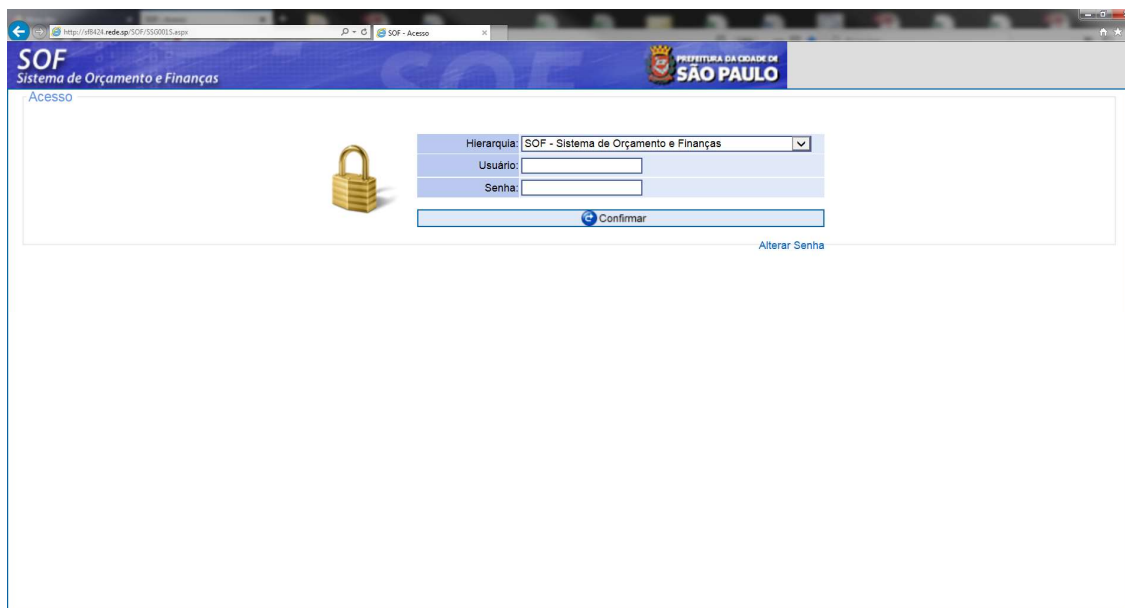 http://sf8424.rede.sp/SOF/SSG0015.aspx
SOF - Acesso
SOF
Sistema de Orçamento e Finanças
PREFEITURA DA CIDADE DE
SÃO PAULO
Acesso
Hierarquia: SOF - Sistema de Orçamento e Finanças
Usuário:
Senha:
Confirmar
Alterar Senha